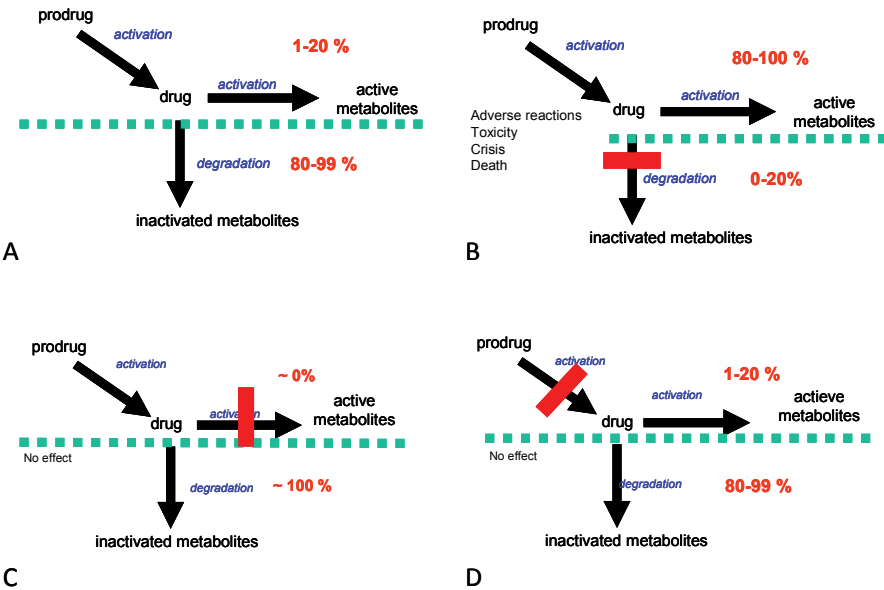 prodrug
activation
1-20 %
activation
drug
active
metabolites
degradation
80-99 %
inactivated metabolites
A
prodrug
activation
80-100 %
activation
drug
active
metabolites
Adverse reactions
Toxicity
Crisis
Death
degradation
0-20%
inactivated metabolites
B
prodrug
activation
~ 0%
activation
drug
active
metabolites
No effect
degradation
~ 100 %
inactivated metabolites
C
prodrug
activation
1-20 %
activation
drug
actieve
metabolites
No effect
degradation
80-99 %
inactivated metabolites
D